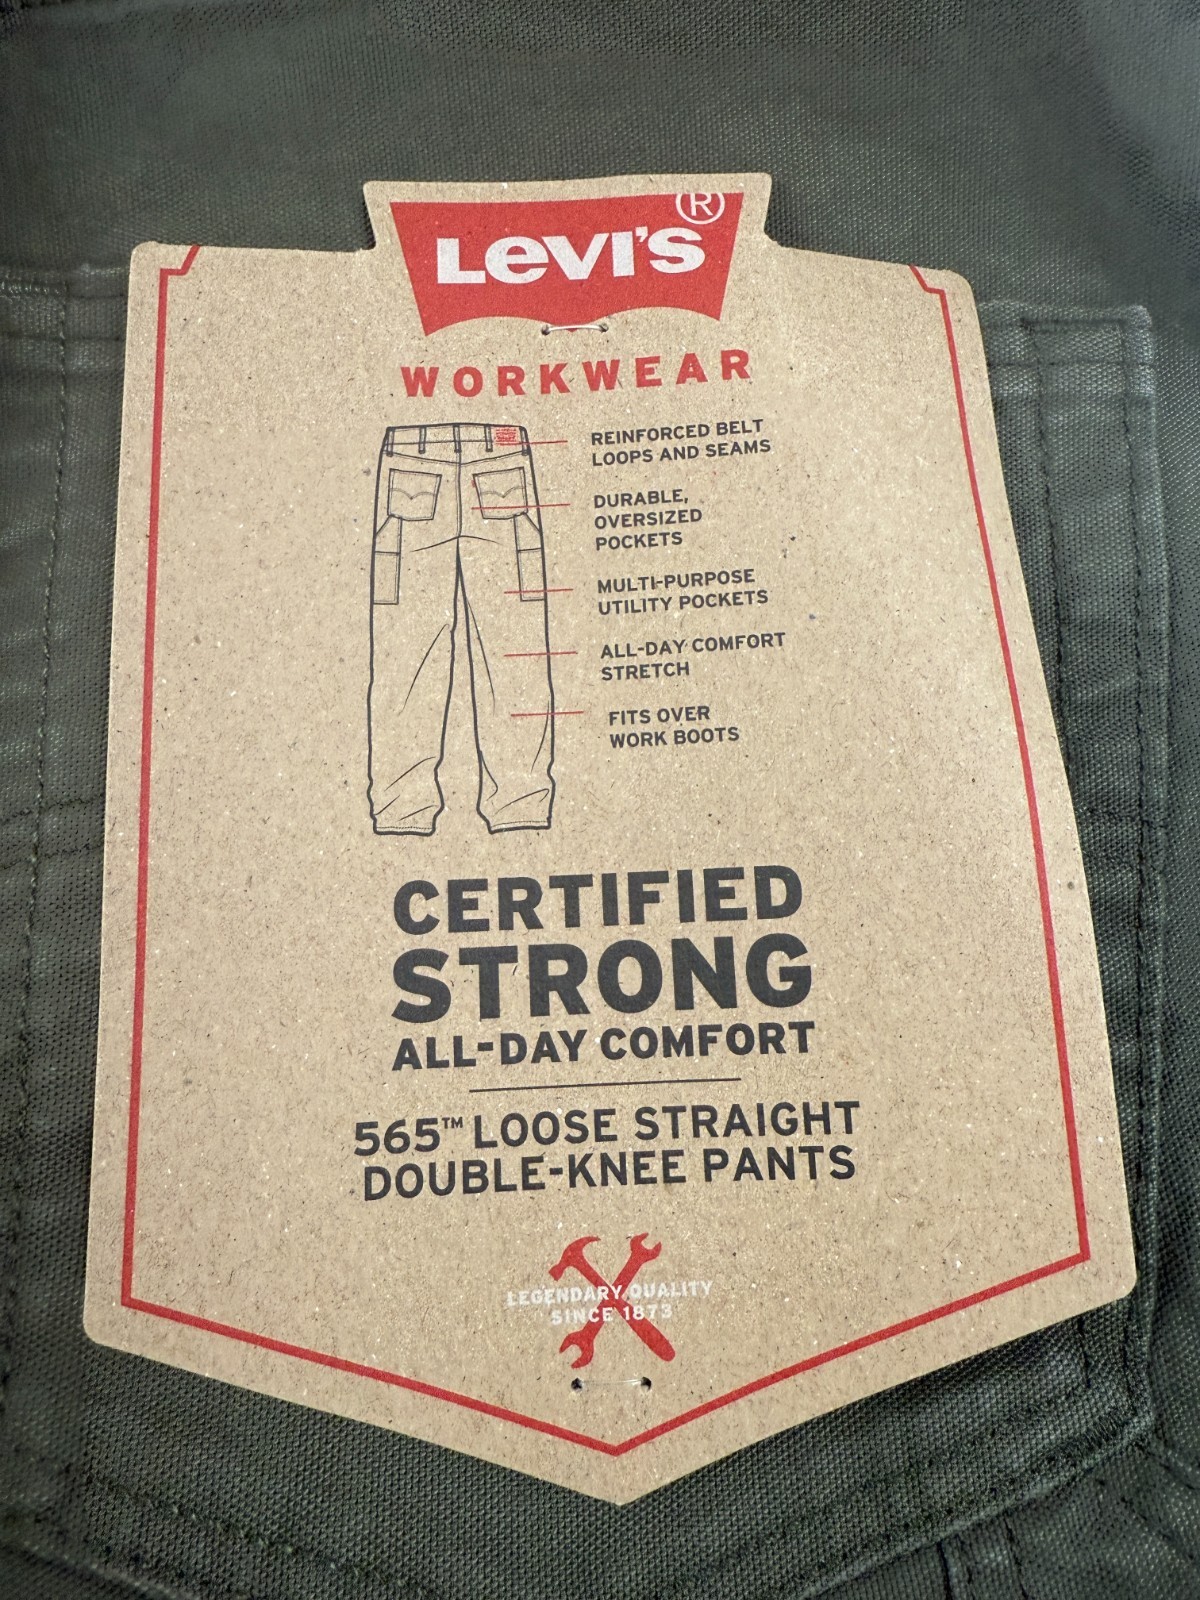 LEVI'S®
WORKWEAR
REINFORCED BELT
LOOPS AND SEAMS
DURABLE,
OVERSIZED
POCKETS
MULTI-PURPOSE
UTILITY POCKETS
ALL-DAY COMFORT
STRETCH
FITS OVER
WORK BOOTS
CERTIFIED
STRONG
ALL-DAY COMFORT
565™ LOOSE STRAIGHT
DOUBLE-KNEE PANTS
LEGENDARY QUALITY
SINCE 1873